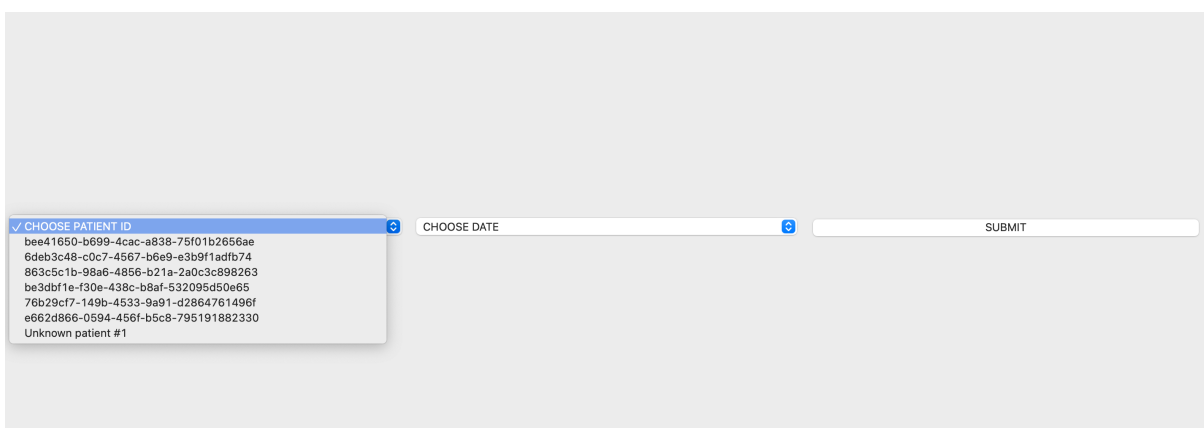 ✓ CHOOSE PATIENT ID
bee41650-b699-4cac-a838-75f01b2656ae
6deb3c48-c0c7-4567-b6e9-e3b9f1adfb74
863c5c1b-98a6-4856-b21a-2a0c3c898263
be3dbf1e-f30e-438c-b8af-532095d50e65
76b29cf7-149b-4533-9a91-d2864761496f
e662d866-0594-456f-b5c8-795191882330
Unknown patient #1
CHOOSE DATE
SUBMIT